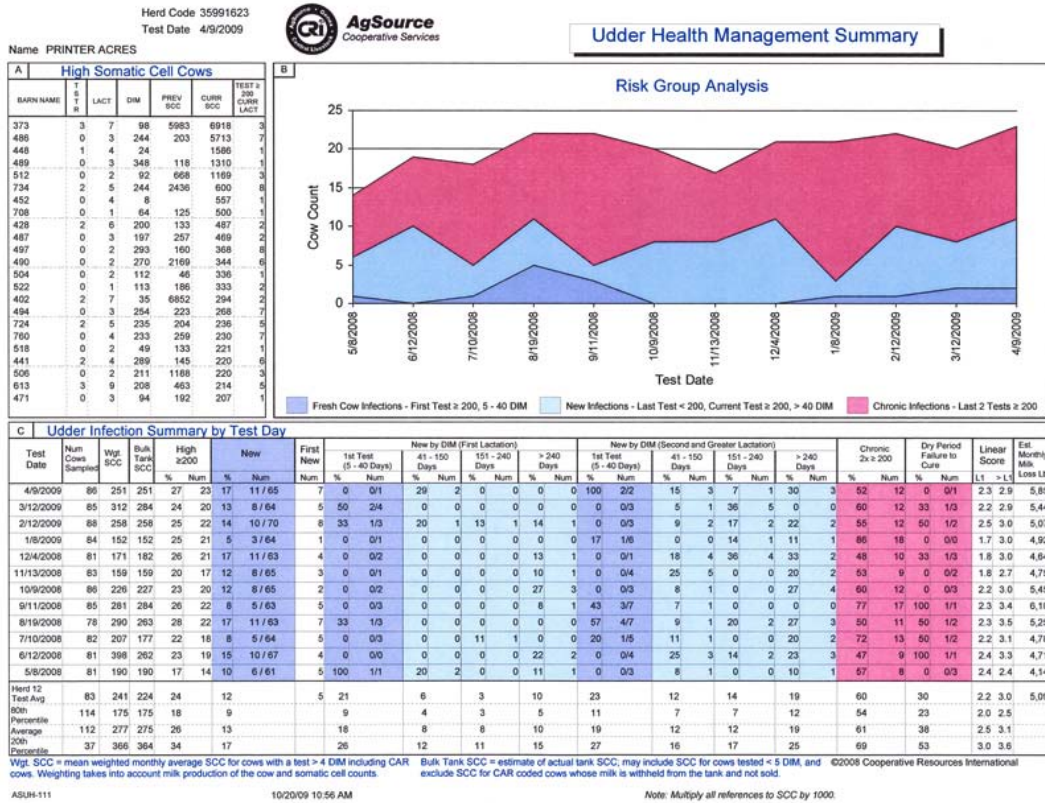 Herd Code 35991623
Test Date 4/9/2009
Name PRINTER ACRES
CRI
AgSource
Cooperative Services
Udder Health Management Summary
A High Somatic Cell Cows
BARN NAME TSTR LACT DIM PREV SCC CURR SCC TEST ≥ 200 CURR LACT
373 3 7 98 5983 6918 3
486 0 3 244 203 5713 7
448 1 4 24 1586 1
489 0 3 348 118 1310 1
512 0 2 92 668 1169 3
734 2 5 244 2436 600 8
452 0 4 8 557 1
708 0 1 64 125 500 1
428 2 6 200 133 487 2
487 0 3 197 257 469 2
497 0 2 293 160 368 8
490 0 2 270 2169 344 6
504 0 2 112 46 336 1
522 0 1 113 186 333 2
402 2 7 35 6852 294 2
494 0 3 254 223 268 7
724 2 5 235 204 236 5
760 0 4 233 259 230 7
518 0 2 49 133 221 1
441 2 4 289 145 220 6
506 0 2 211 1188 220 3
613 3 9 208 463 214 5
471 0 3 94 192 207 1
B
Risk Group Analysis
Cow Count
25
20
15
10
5
0
5/8/2008 6/12/2008 7/10/2008 8/19/2008 9/11/2008 10/9/2008 11/13/2008 12/4/2008 1/8/2009 2/12/2009 3/12/2009 4/9/2009
Test Date
Fresh Cow Infections - First Test ≥ 200, 5 - 40 DIM New Infections - Last Test < 200, Current Test ≥ 200, > 40 DIM Chronic Infections - Last 2 Tests ≥ 200
C Udder Infection Summary by Test Day
Test Date Num Cows Sampled Wgt. SCC Bulk Tank SCC High ≥200 New First New New by DIM (First Lactation) New by DIM (Second and Greater Lactation) Chronic 2x ≥ 200 Dry Period Failure to Cure Linear Score Est. Monthly Milk Loss
1st Test (5 - 40 Days) 41 - 150 Days 151 - 240 Days > 240 Days 1st Test (5 - 40 Days) 41 - 150 Days 151 - 240 Days > 240 Days
% Num % Num % Num % Num % Num % Num % Num % Num % Num % Num % Num % Num L1 > L1
4/9/2009 86 251 251 27 23 17 11 / 65 7 0 0/1 29 2 0 0 0 0 100 2/2 15 3 7 1 30 3 52 12 0 0/1 2.3 2.9
3/12/2009 85 312 284 24 20 13 8 / 64 5 50 2/4 0 0 0 0 0 0 0 0/3 5 1 36 5 0 0 60 12 33 1/3 2.2 2.9
2/12/2009 88 258 258 25 22 14 10 / 70 8 33 1/3 20 1 13 1 14 1 0 0/3 9 2 17 2 22 2 55 12 50 1/2 2.5 3.0
1/8/2009 84 152 152 25 21 5 3 / 64 1 0 0/1 0 0 0 0 0 0 17 1/6 0 0 14 1 11 1 86 18 0 0/0 1.7 3.0
12/4/2008 81 171 182 26 21 17 11 / 63 4 0 0/2 0 0 0 0 13 1 0 0/1 18 4 36 4 33 2 48 10 33 1/3 1.8 3.0
11/13/2008 83 159 159 20 17 12 8 / 65 3 0 0/1 0 0 0 0 10 1 0 0/4 25 5 0 0 20 2 53 9 0 0/2 1.8 2.7
10/9/2008 86 226 227 23 20 12 8 / 65 2 0 0/2 0 0 0 0 27 3 0 0/3 8 1 0 0 27 4 60 12 0 0/3 2.2 3.0
9/11/2008 85 281 284 26 22 8 5 / 63 5 0 0/3 0 0 0 0 8 1 43 3/7 7 1 0 0 0 0 77 17 100 1/1 2.3 3.4
8/19/2008 78 290 263 28 22 17 11 / 63 7 33 1/3 0 0 0 0 0 0 57 4/7 9 1 20 2 27 3 50 11 50 1/2 2.3 3.5
7/10/2008 82 207 177 22 18 8 5 / 64 5 0 0/3 0 0 11 1 0 0 20 1/5 11 1 0 0 20 2 72 13 50 1/2 2.2 3.1
6/12/2008 81 398 262 23 19 15 10 / 67 4 0 0/0 0 0 0 0 22 2 0 0/4 25 3 14 2 23 3 47 9 100 1/1 2.4 3.3
5/8/2008 81 190 190 17 14 10 6 / 61 5 100 1/1 20 2 0 0 11 1 0 0/3 8 1 0 0 10 1 57 8 0 0/3 2.4 2.4
Herd 12 Test Avg 83 241 224 24 12 5 21 6 3 10 23 12 14 19 60 30 2.2 3.0
80th Percentile 114 175 175 18 9 9 4 3 5 11 7 7 12 54 23 2.0 2.5
Average 112 277 275 26 13 18 8 8 10 19 12 12 19 61 38 2.5 3.1
20th Percentile 37 366 364 34 17 26 12 11 15 27 16 17 25 69 53 3.0 3.6
Wgt. SCC = mean weighted monthly average SCC for cows with a test > 4 DIM including CAR cows. Weighting takes into account milk production of the cow and somatic cell counts.
Bulk Tank SCC = estimate of actual tank SCC; may include SCC for cows tested < 5 DIM, and exclude SCC for CAR coded cows whose milk is withheld from the tank and not sold.
©2008 Cooperative Resources International
ASUH-111
10/20/09 10:56 AM
Note: Multiply all references to SCC by 1000.